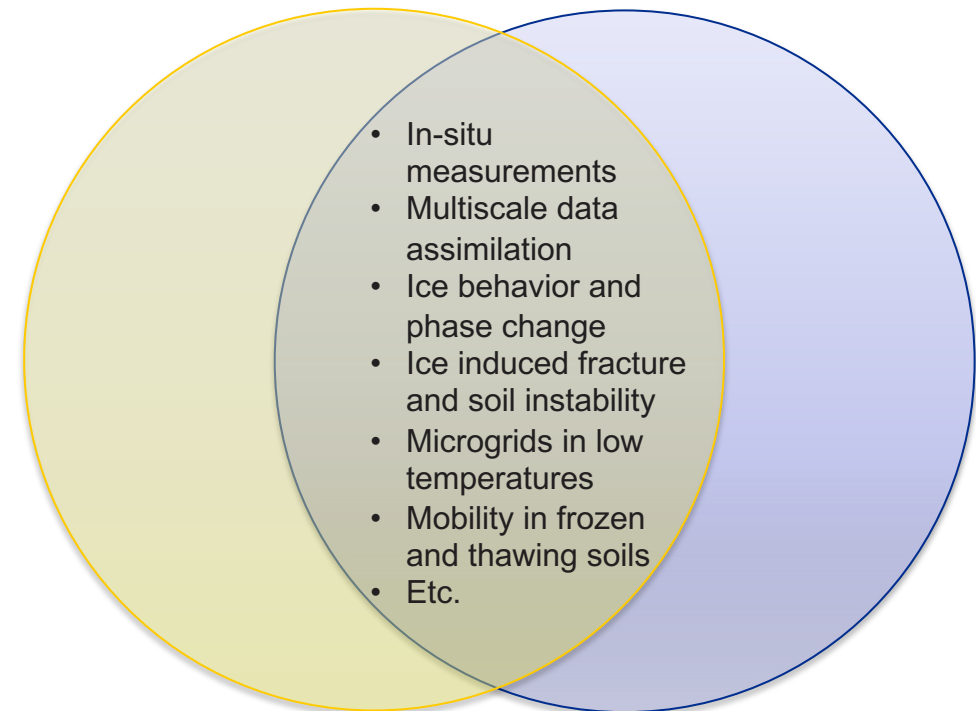 • In-situ
measurements
• Multiscale data
assimilation
• Ice behavior and
phase change
• Ice induced fracture
and soil instability
• Microgrids in low
temperatures
• Mobility in frozen
and thawing soils
• Etc.